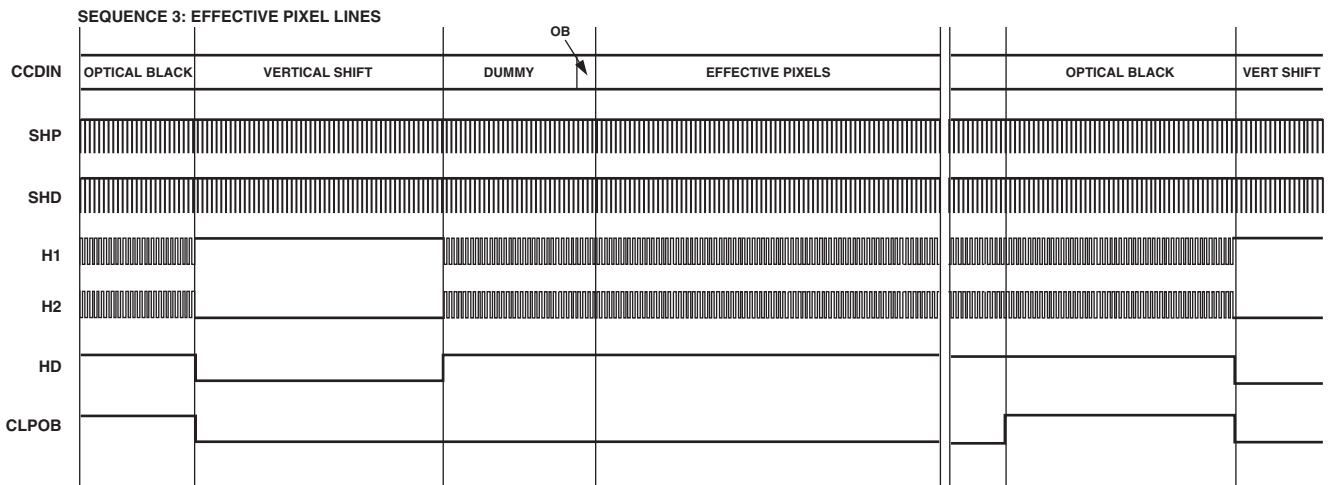 SEQUENCE 3: EFFECTIVE PIXEL LINES
OB
CCDIN OPTICAL BLACK VERTICAL SHIFT DUMMY EFFECTIVE PIXELS OPTICAL BLACK VERT SHIFT
SHP
SHD
H1
H2
HD
CLPOB